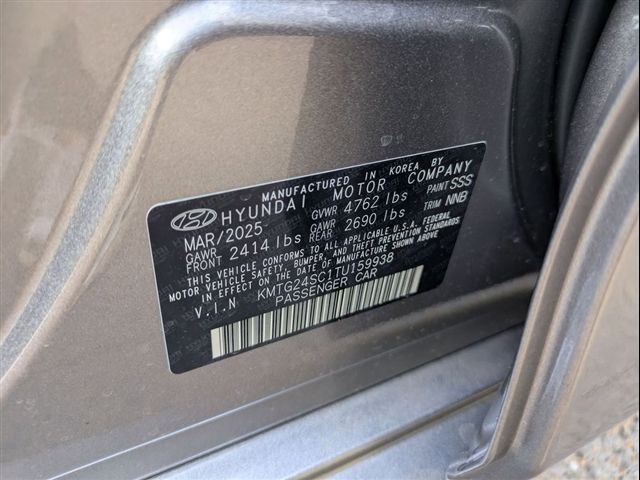 MANUFACTURED IN KOREA BY
HYUNDAI MOTOR COMPANY
MAR/2025 GVWR 4762 lbs PAINT SSS
GAWR FRONT 2414 lbs GAWR REAR 2690 lbs TRIM NNB
THIS VEHICLE CONFORMS TO ALL APPLICABLE U.S.A. FEDERAL
MOTOR VEHICLE SAFETY, BUMPER, AND THEFT PREVENTION STANDARDS
IN EFFECT ON THE DATE OF MANUFACTURE SHOWN ABOVE
V.I.N KMTG24SC1TU159938
PASSENGER CAR